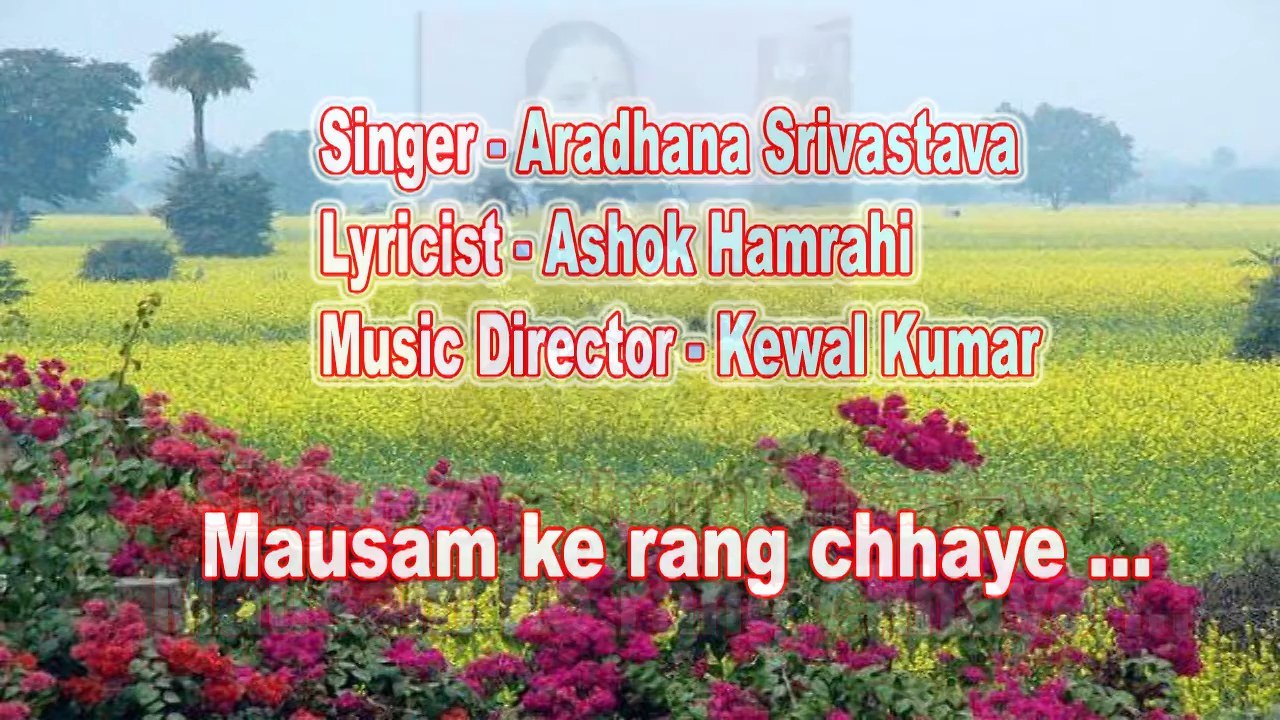 Singer - Aradhana Srivastava
Lyricist - Ashok Hamrahi
Music Director - Kewal Kumar
Mausam ke rang chhaye ...